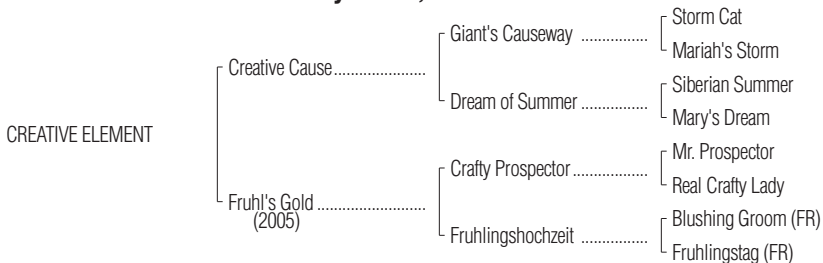 Storm Cat
Giant's Causeway ................
Mariah's Storm
Creative Cause......................
Siberian Summer
Dream of Summer ................
Mary's Dream
CREATIVE ELEMENT
Mr. Prospector
Crafty Prospector ..................
Real Crafty Lady
Fruhl's Gold ..........................
(2005)
Blushing Groom (FR)
Fruhlingshochzeit ................
Fruhlingstag (FR)